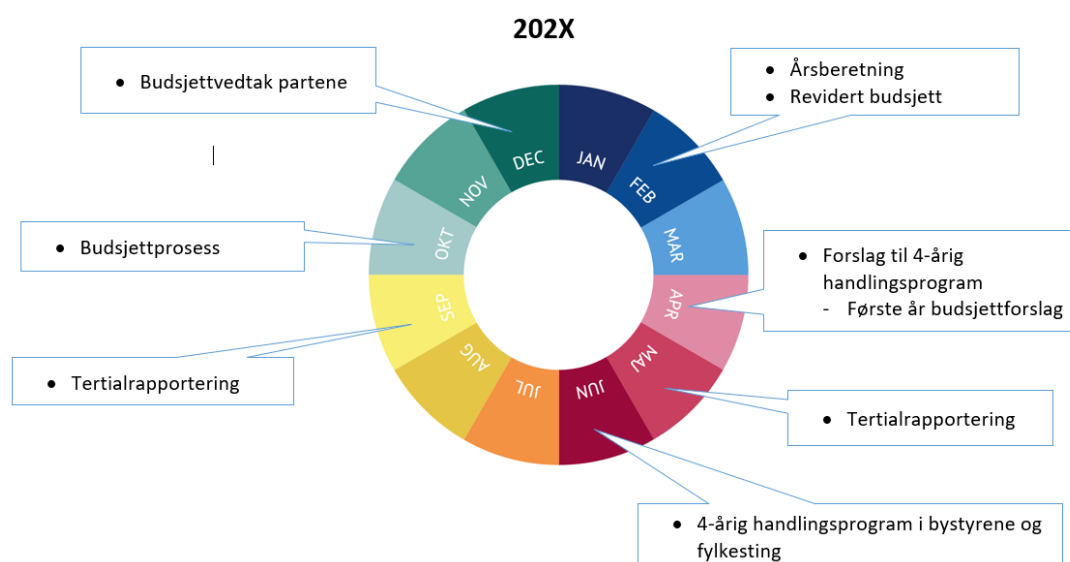 202X
• Budsjettvedtak partene
• Årsberetning
• Revidert budsjett
DEC
JAN
NOV
FEB
OKT
MAR
• Budsjettprosess
• Forslag til 4-årig
handlingsprogram
- Første år budsjettforslag
SEP
APR
AUG
MAI
JUL
JUN
• Tertialrapportering
• Tertialrapportering
• 4-årig handlingsprogram i bystyrene og
fylkesting